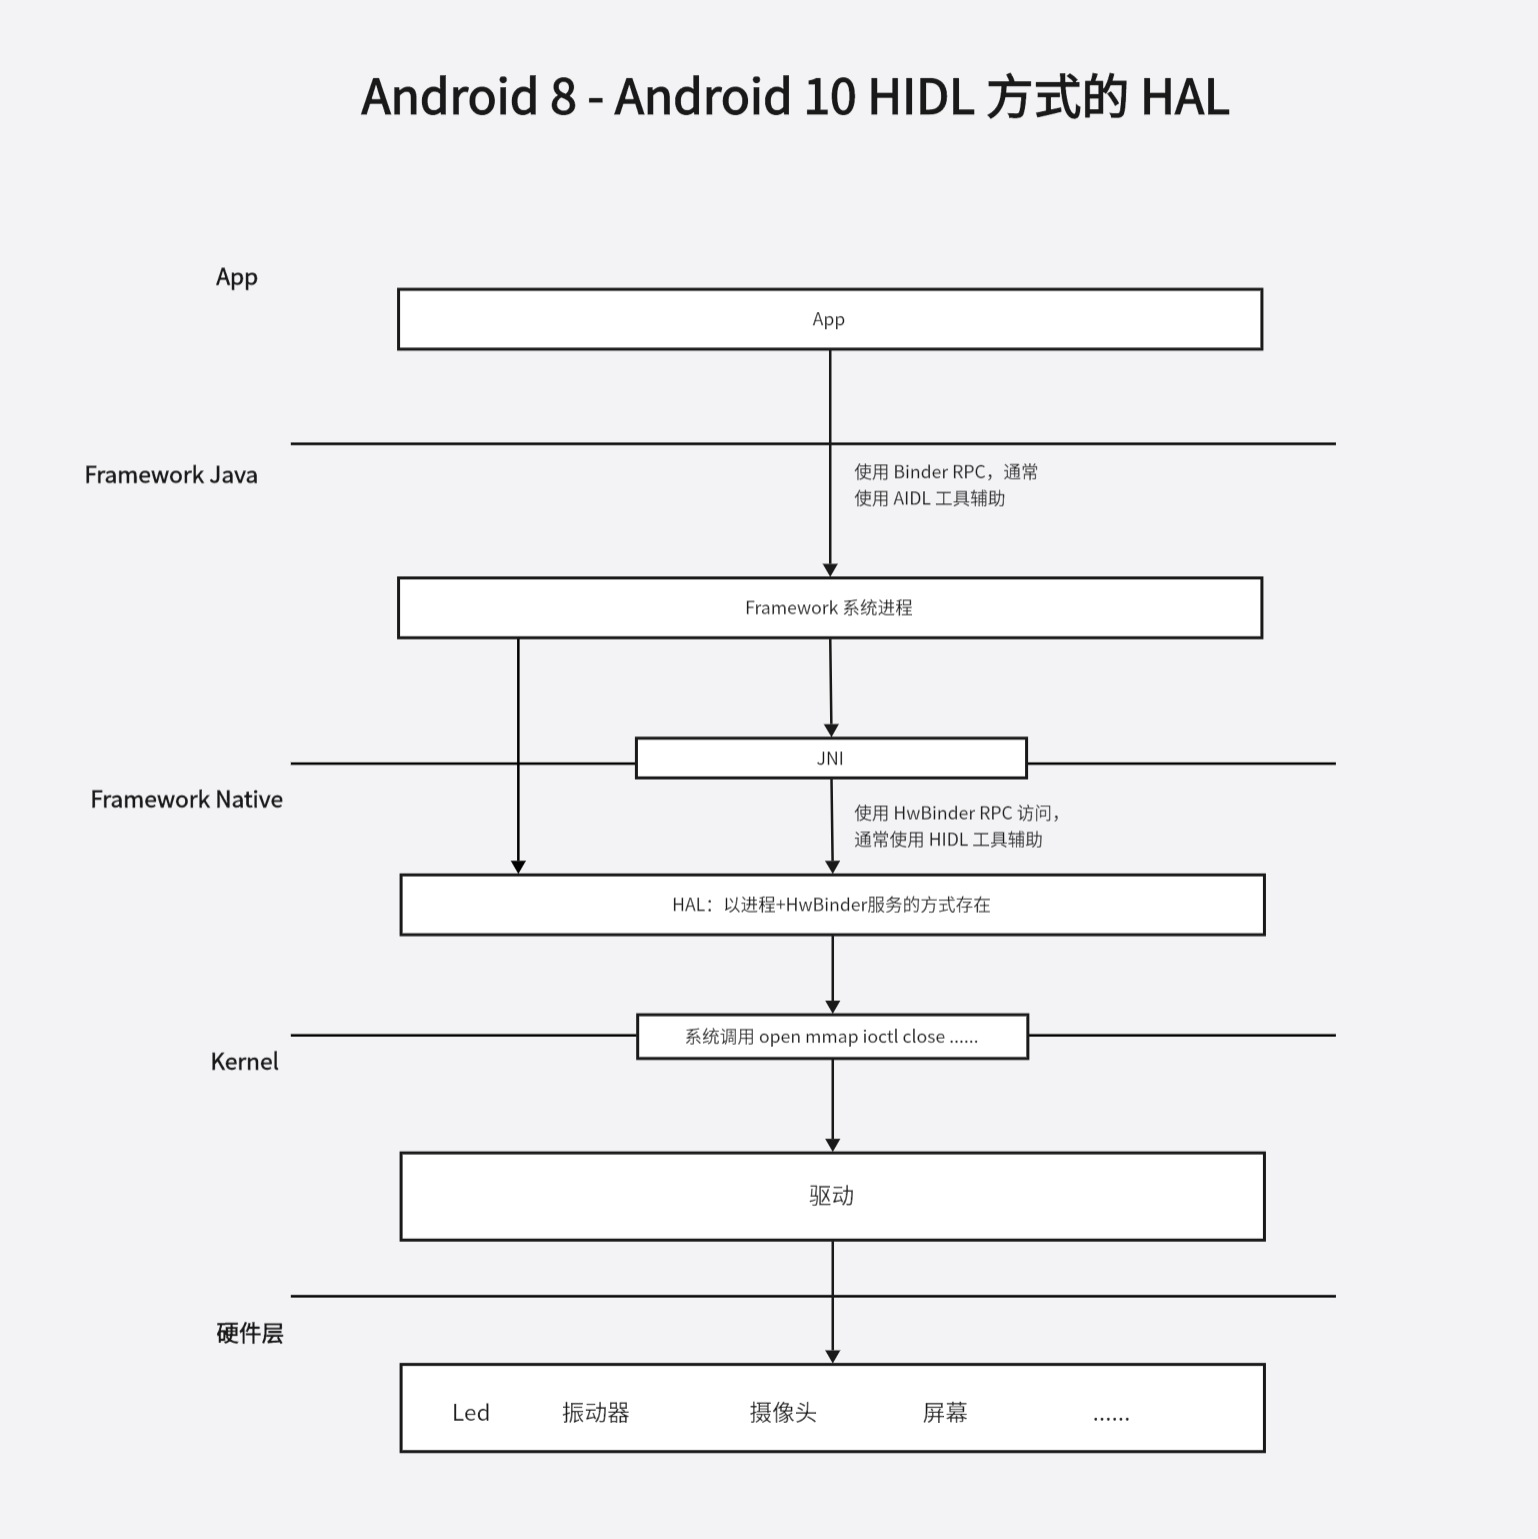 Android 8 - Android 10 HIDL 方式的 HAL
App
App
Framework Java
使用 Binder RPC，通常
使用 AIDL 工具辅助
Framework 系统进程
JNI
Framework Native
使用 HwBinder RPC 访问，
通常使用 HIDL 工具辅助
HAL：以进程+HwBinder服务的方式存在
系统调用 open mmap ioctl close ......
Kernel
驱动
硬件层
Led 振动器 摄像头 屏幕 ......